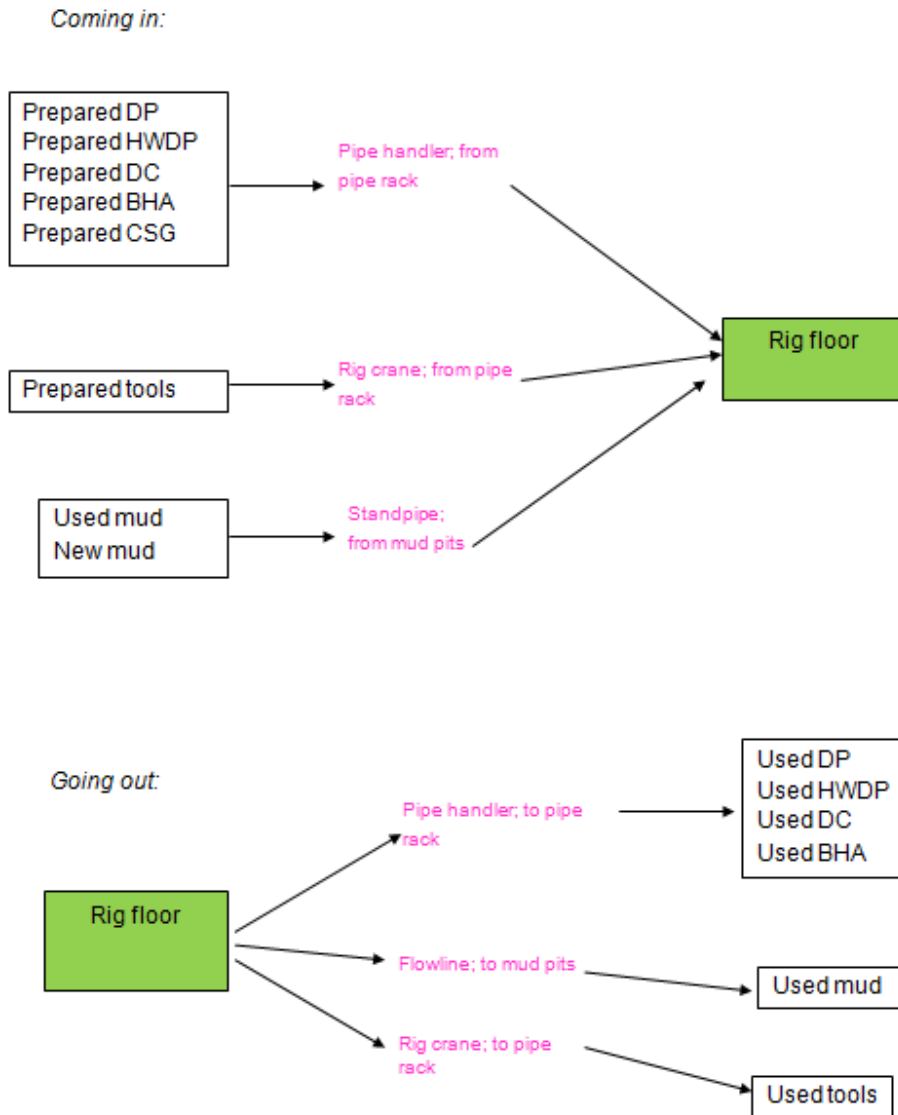 Coming in:
Prepared DP
Prepared HWDP
Prepared DC
Prepared BHA
Prepared CSG
Pipe handler; from
pipe rack
Rig floor
Prepared tools
Rig crane; from pipe
rack
Used mud
New mud
Standpipe;
from mud pits
Going out:
Rig floor
Pipe handler; to pipe
rack
Used DP
Used HWDP
Used DC
Used BHA
Flowline; to mud pits
Used mud
Rig crane; to pipe
rack
Used tools